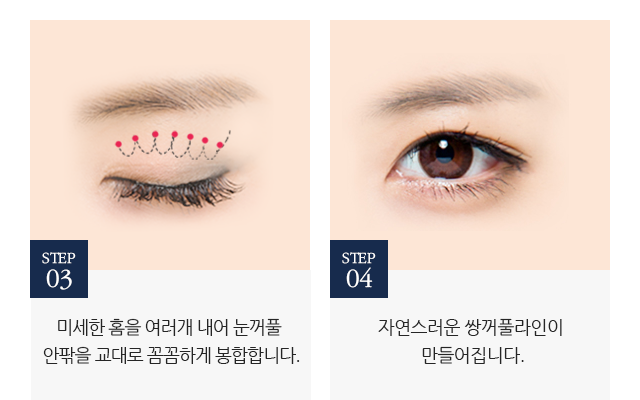 STEP
03
미세한 홈을 여러개 내어 눈꺼풀
안팎을 교대로 꼼꼼하게 봉합합니다.
STEP
04
자연스러운 쌍꺼풀라인이
만들어집니다.